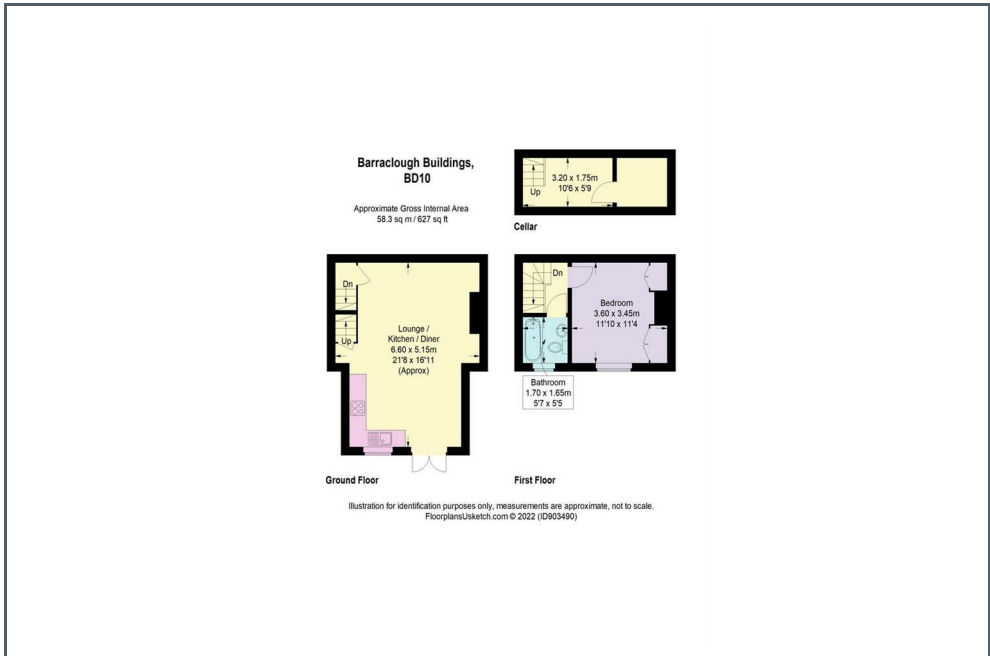 Barraclough Buildings,
BD10
Approximate Gross Internal Area
58.3 sq m / 627 sq ft
3.20 x 1.75m
10'6 x 5'9
Up
Cellar
Dn
Up
Lounge /
Kitchen / Diner
6.60 x 5.15m
21'8 x 16'11
(Approx)
Ground Floor
Dn
Bedroom
3.60 x 3.45m
11'10 x 11'4
Bathroom
1.70 x 1.65m
5'7 x 5'5
First Floor
Illustration for identification purposes only, measurements are approximate, not to scale.
FloorplansUsketch.com © 2022 (ID903490)